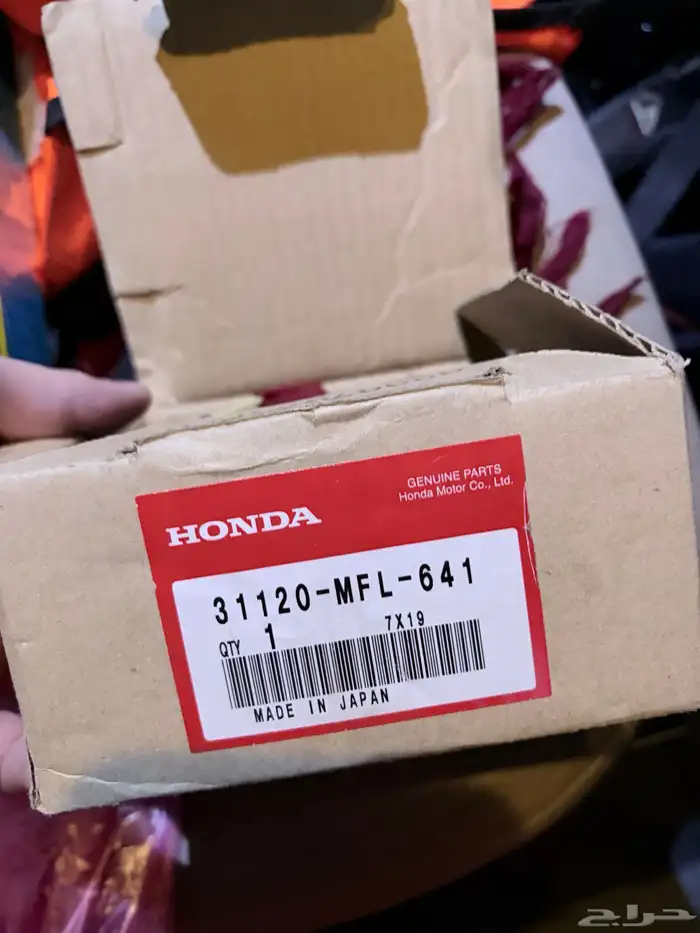 GENUINE PARTS
Honda Motor Co., Ltd.
HONDA
31120-MFL-641
QTY 1 7X19
MADE IN JAPAN
حراج